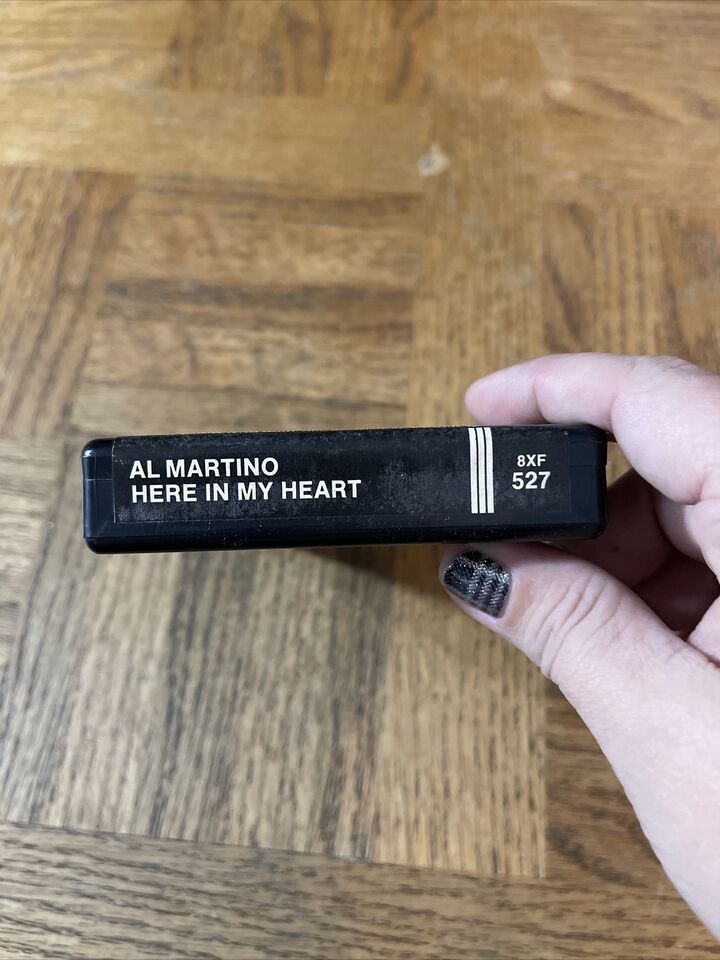 AL MARTINO
HERE IN MY HEART
8XF
527